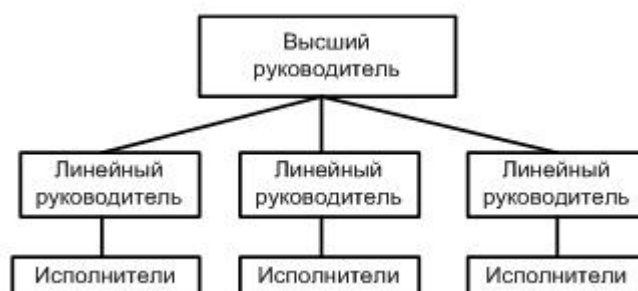 Высший
руководитель
Линейный
руководитель
Линейный
руководитель
Линейный
руководитель
Исполнители
Исполнители
Исполнители